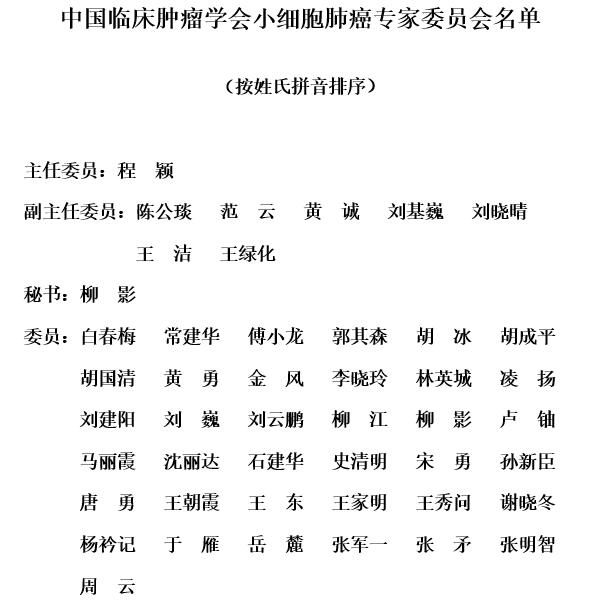 中国临床肿瘤学会小细胞肺癌专家委员会名单
（按姓氏拼音排序）
主任委员：程　颖
副主任委员：陈公琰　范　云　黄　诚　刘基巍　刘晓晴
王　洁　王绿化
秘书：柳　影
委员：白春梅　常建华　傅小龙　郭其森　胡　冰　胡成平
胡国清　黄　勇　金　风　李晓玲　林英城　凌　扬
刘建阳　刘　巍　刘云鹏　柳　江　柳　影　卢　铀
马丽霞　沈丽达　石建华　史清明　宋　勇　孙新臣
唐　勇　王朝霞　王　东　王家明　王秀问　谢晓冬
杨衿记　于　雁　岳　麓　张军一　张　矛　张明智
周　云